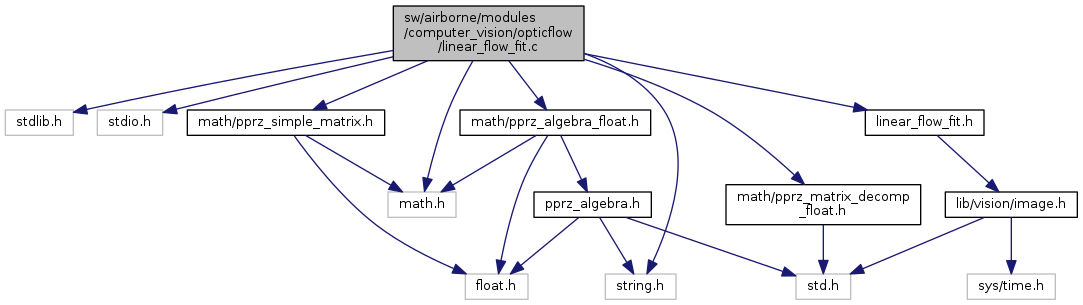 sw/airborne/modules
/computer_vision/opticflow
/linear_flow_fit.c
stdlib.h
stdio.h
math/pprz_simple_matrix.h
math/pprz_algebra_float.h
linear_flow_fit.h
math.h
pprz_algebra.h
math/pprz_matrix_decomp
_float.h
lib/vision/image.h
float.h
string.h
std.h
sys/time.h